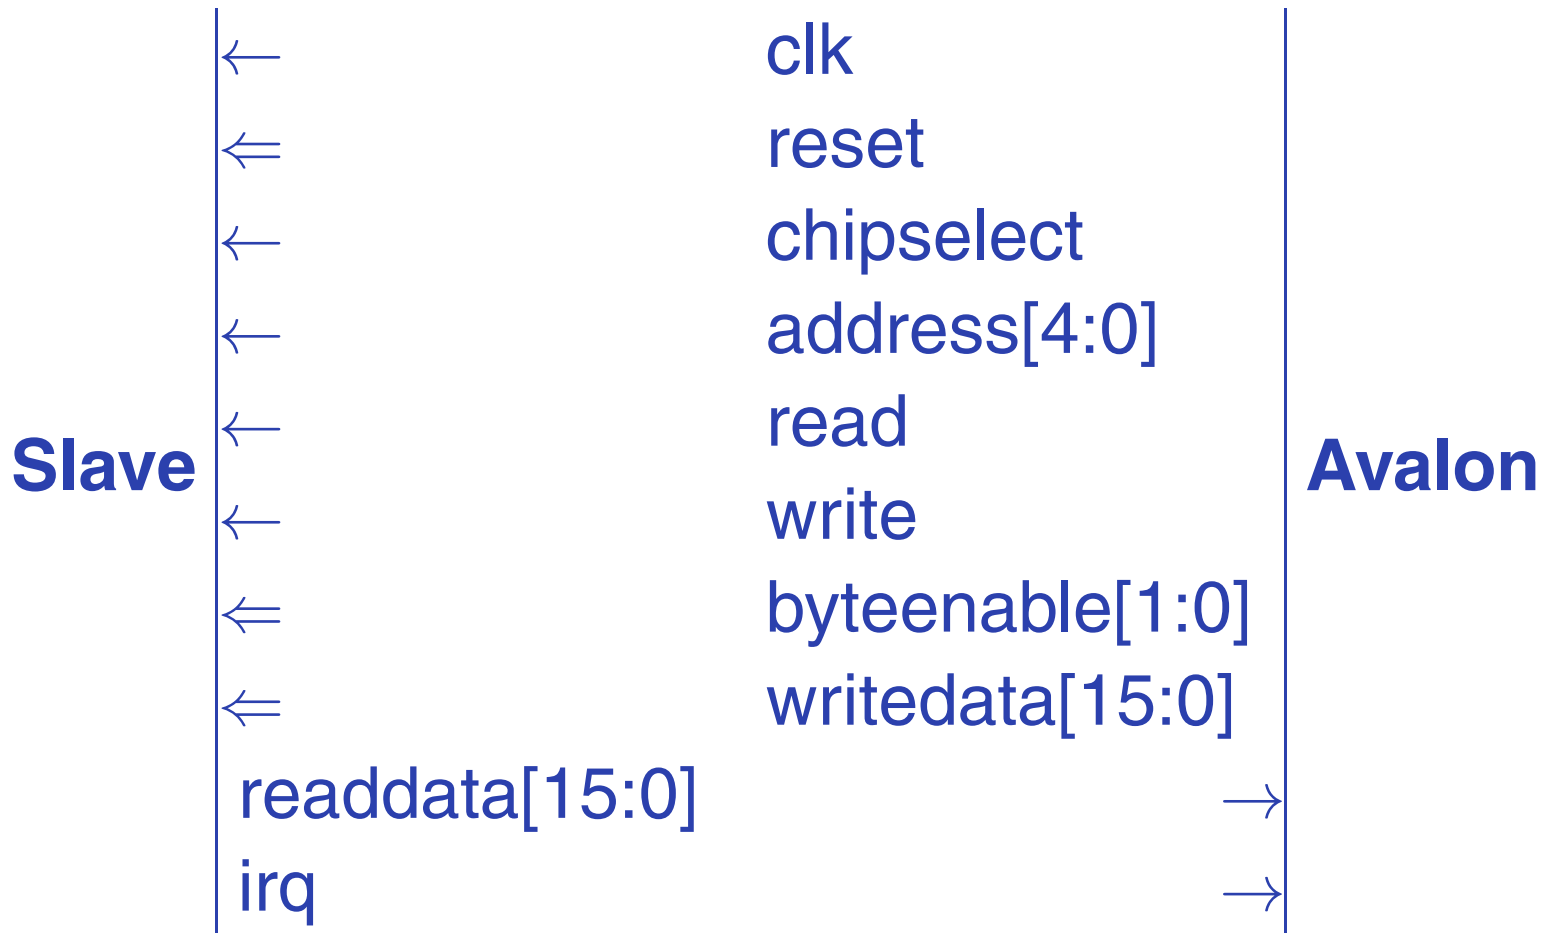 clk
reset
chipselect
address[4:0]
read
Slave
Avalon
write
byteenable[1:0]
writedata[15:0]
readdata[15:0]
irq